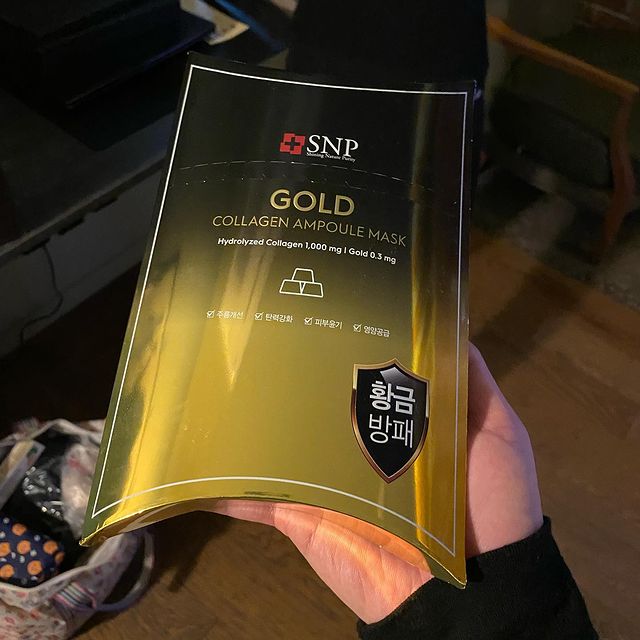 SNP
Shining Nature Purity
GOLD
COLLAGEN AMPOULE MASK
Hydrolyzed Collagen 1,000 mg | Gold 0.3 mg
주름개선 탄력강화 피부윤기 영양공급
황금
방패